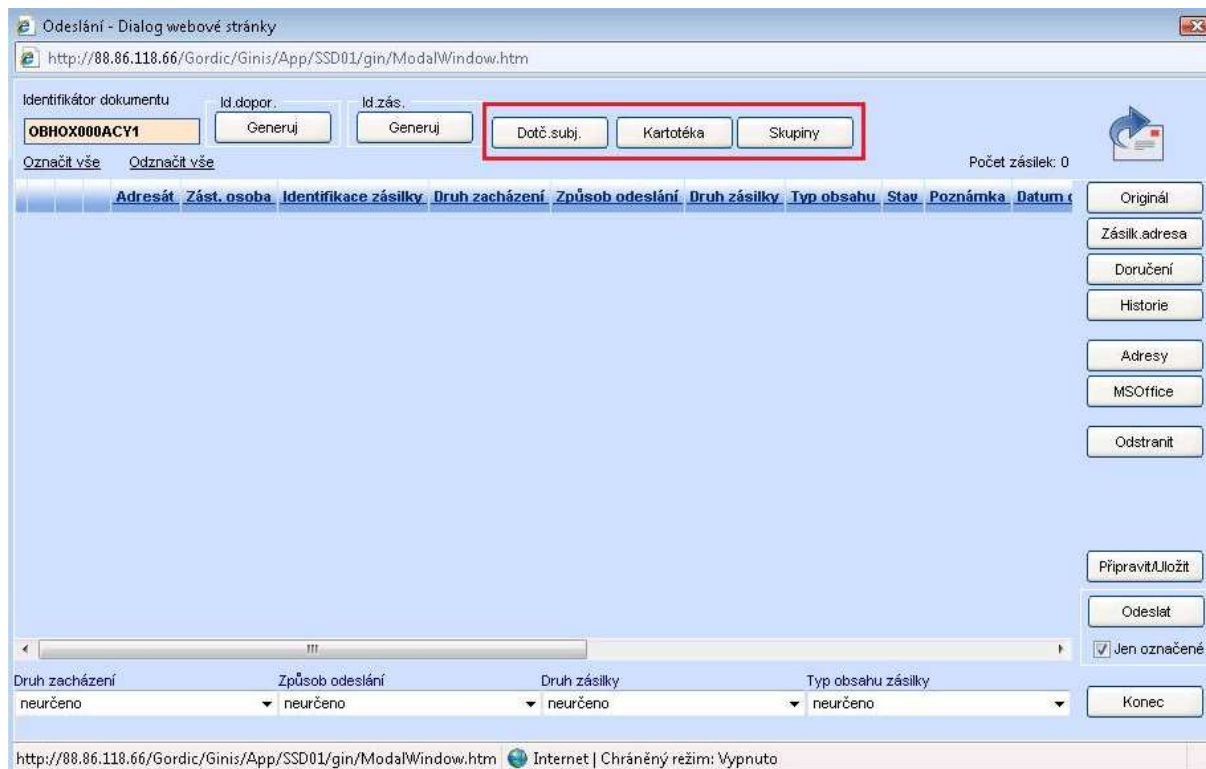 Odeslání - Dialog webové stránky
http://88.86.118.66/Gordic/Ginis/App/SSD01/gin/ModalWindow.htm
Identifikátor dokumentu Id.dopor. Id.zás.
OBHOX000ACY1 Generuj Generuj Dotč.subj. Kartotéka Skupiny
Označit vše Odznačit vše Počet zásilek: 0
Adresát Zást. osoba Identifikace zásilky Druh zacházení Způsob odeslání Druh zásilky Typ obsahu Stav Poznámka Datum
Originál
Zásilk.adresa
Doručení
Historie
Adresy
MSOffice
Odstranit
Připravit/Uložit
Odeslat
Jen označené
Druh zacházení Způsob odeslání Druh zásilky Typ obsahu zásilky
neurčeno neurčeno neurčeno neurčeno Konec
http://88.86.118.66/Gordic/Ginis/App/SSD01/gin/ModalWindow.htm Internet | Chráněný režim: Vypnuto